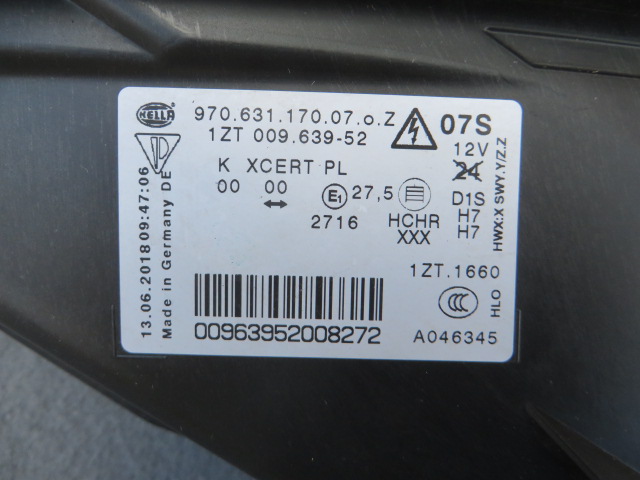 HELLA
970.631.170.07.o.Z
07S
1ZT 009.639-52
12V
24
K XCERT PL
00 00
E1 27,5
D1S
2716
HCHR
H7
XXX
H7
HWX:X SWY.Y/Z.Z
1ZT.1660
CCC
HLO
00963952008272
A046345
13.06.2018 09:47:06
Made in Germany DE